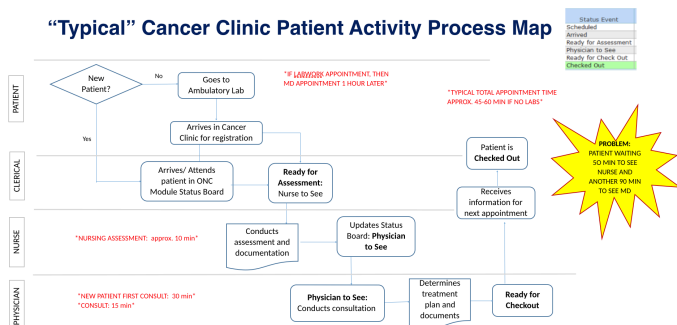 “Typical” Cancer Clinic Patient Activity Process Map
Status Event
Scheduled
Arrived
Ready for Assessment
Physician to See
Ready for Check Out
Checked Out
PATIENT
New
Patient?
No
Yes
Goes to
Ambulatory Lab
*IF LABWORK APPOINTMENT, THEN
MD APPOINTMENT 1 HOUR LATER*
*TYPICAL TOTAL APPOINTMENT TIME
APPROX. 45-60 MIN IF NO LABS*
Arrives in Cancer
Clinic for registration
CLERICAL
Arrives/ Attends
patient in ONC
Module Status Board
Ready for
Assessment:
Nurse to See
Patient is
Checked Out
Receives
information for
next appointment
PROBLEM:
PATIENT WAITING
50 MIN TO SEE
NURSE AND
ANOTHER 90 MIN
TO SEE MD
NURSE
*NURSING ASSESSMENT: approx. 10 min*
Conducts
assessment and
documentation
Updates Status
Board: Physician
to See
PHYSICIAN
*NEW PATIENT FIRST CONSULT: 30 min*
*CONSULT: 15 min*
Physician to See:
Conducts consultation
Determines
treatment
plan and
documents
Ready for
Checkout